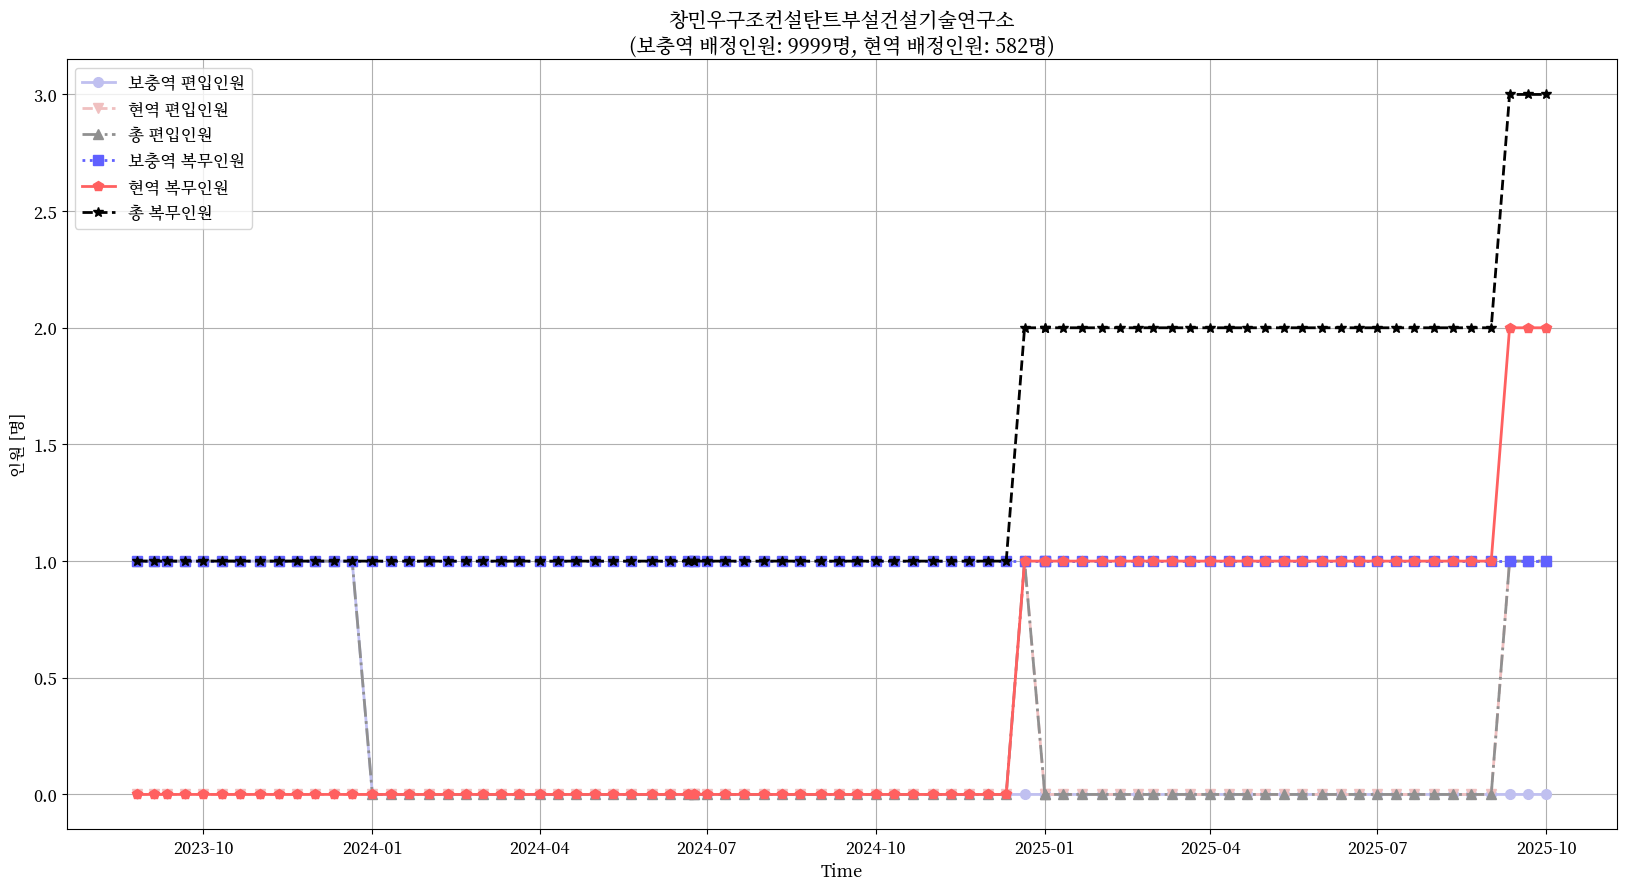 창민우구조컨설탄트부설건설기술연구소
(보충역 배정인원: 9999명, 현역 배정인원: 582명)
보충역 편입인원
현역 편입인원
총 편입인원
보충역 복무인원
현역 복무인원
총 복무인원
3.0
2.5
2.0
1.5
1.0
0.5
0.0
인원 [명]
2023-10
2024-01
2024-04
2024-07
2024-10
2025-01
2025-04
2025-07
2025-10
Time